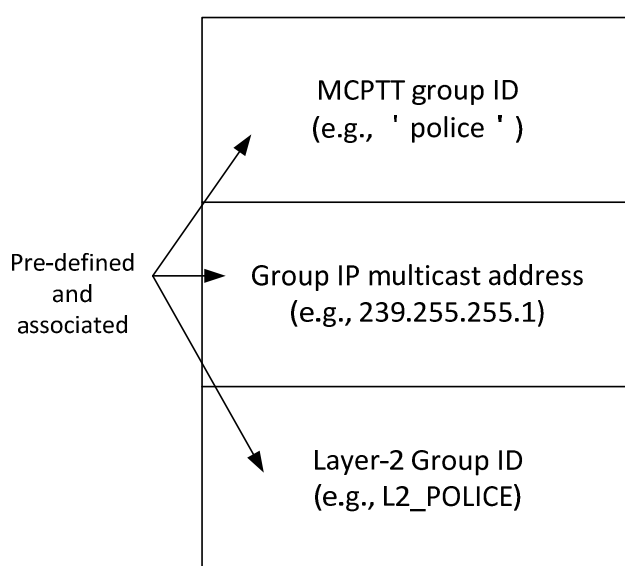 MCPTT group ID
(e.g., ' police ' )
Pre-defined
and
associated
Group IP multicast address
(e.g., 239.255.255.1)
Layer-2 Group ID
(e.g., L2_POLICE)